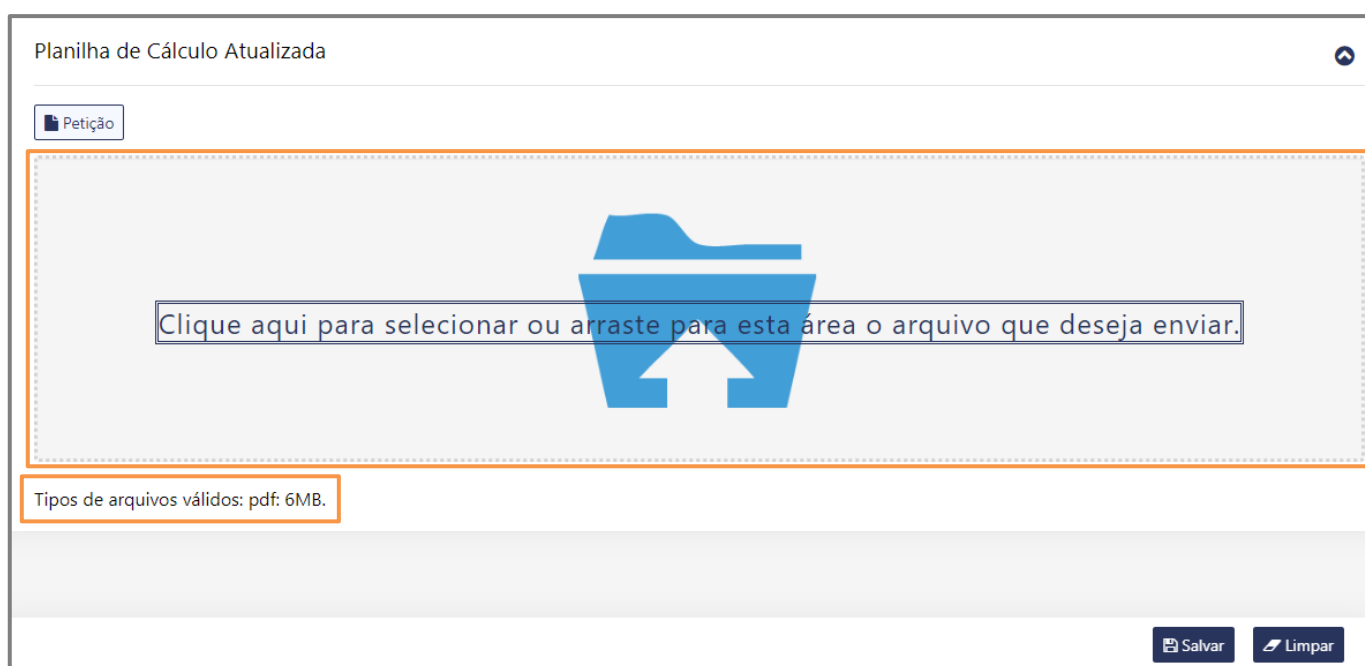 Planilha de Cálculo Atualizada
Petição
Clique aqui para selecionar ou arraste para esta área o arquivo que deseja enviar.
Tipos de arquivos válidos: pdf: 6MB.
Salvar Limpar